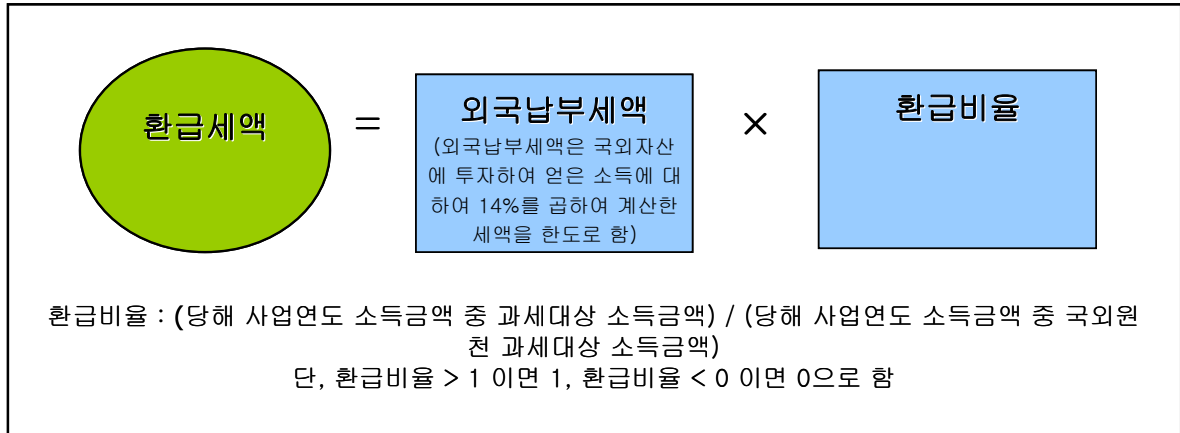 환급세액
=
외국납부세액
(외국납부세액은 국외자산
에 투자하여 얻은 소득에 대
하여 14%를 곱하여 계산한
세액을 한도로 함)
×
환급비율
환급비율 : (당해 사업연도 소득금액 중 과세대상 소득금액) / (당해 사업연도 소득금액 중 국외원
천 과세대상 소득금액)
단, 환급비율 > 1 이면 1, 환급비율 < 0 이면 0으로 함